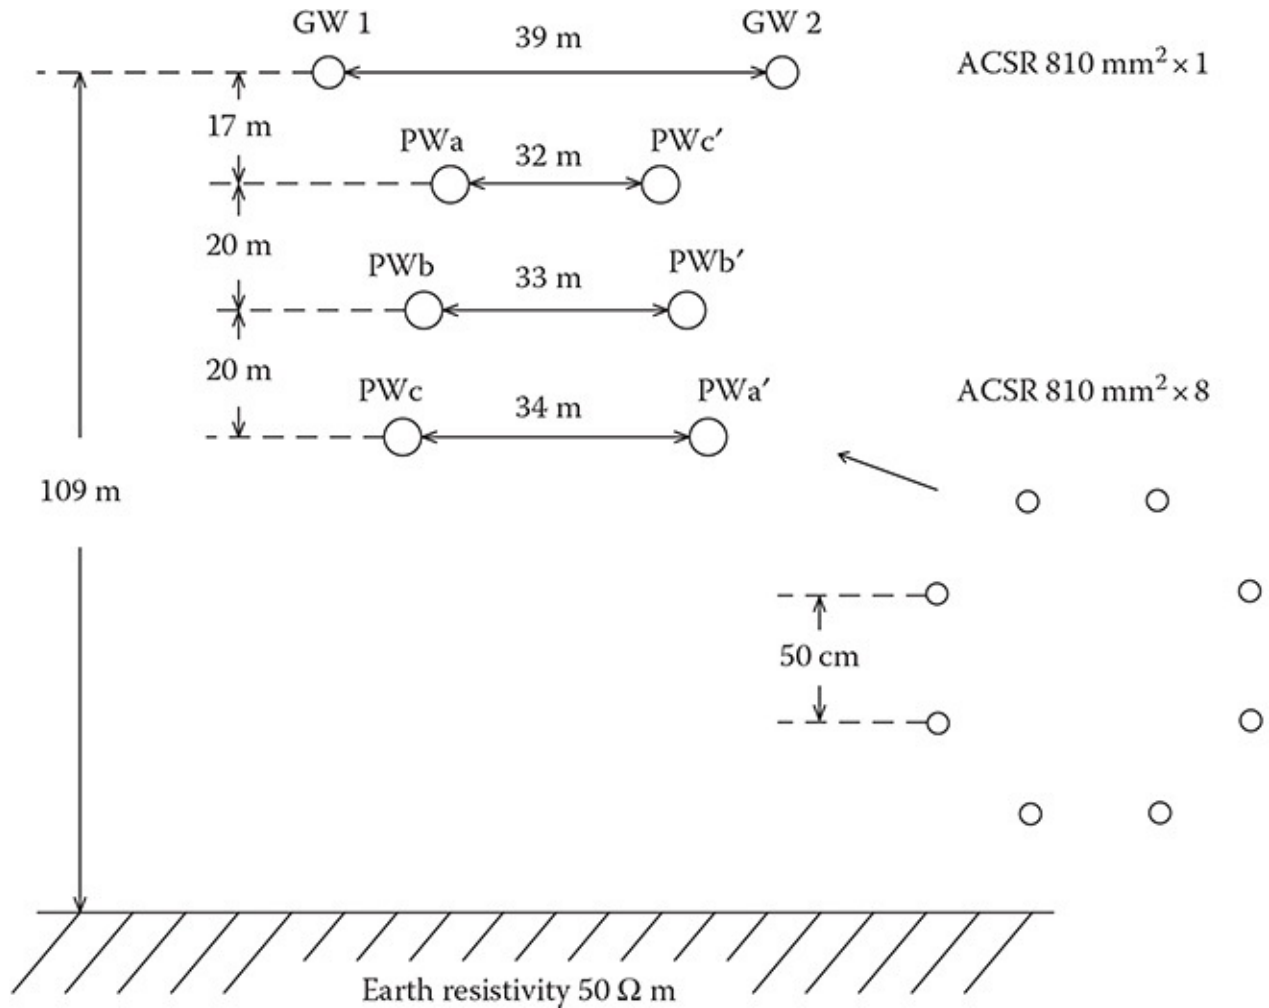 GW 1
GW 2
39 m
ACSR 810 mm² × 1
17 m
PWa
PWc′
32 m
20 m
PWb
PWb′
33 m
20 m
PWc
PWa′
34 m
ACSR 810 mm² × 8
109 m
50 cm
Earth resistivity 50 Ω m